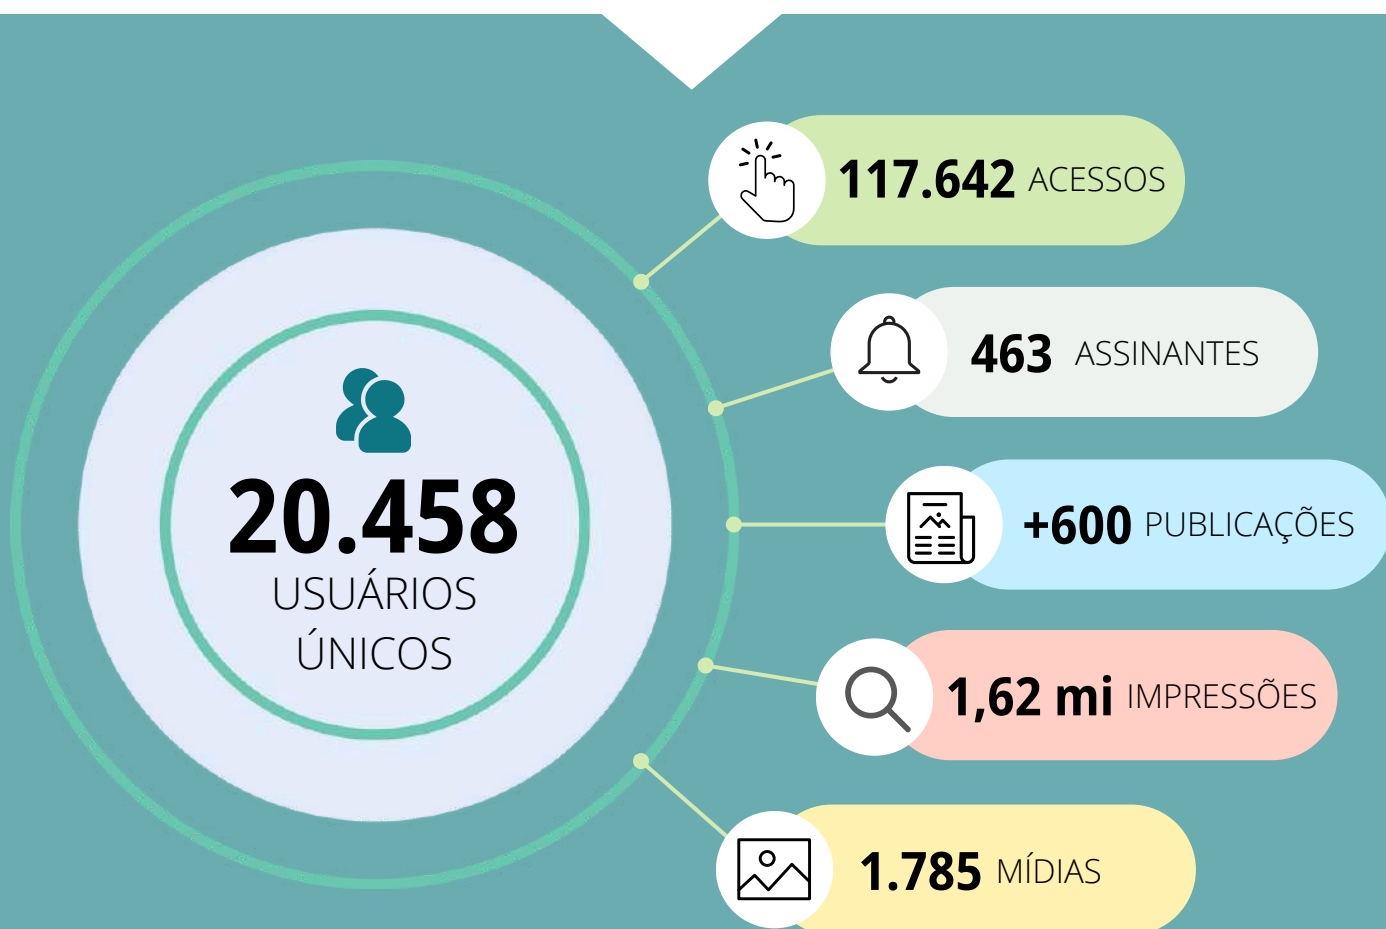 20.458
USUÁRIOS
ÚNICOS
117.642 ACESSOS
463 ASSINANTES
+600 PUBLICAÇÕES
1,62 mi IMPRESSÕES
1.785 MÍDIAS